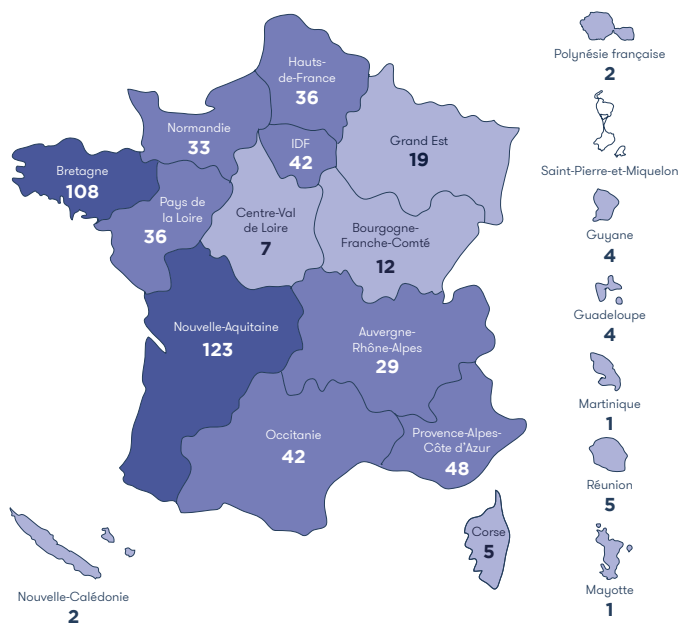 Hauts-
de-France
36
Normandie
33
IDF
42
Grand Est
19
Bretagne
108
Pays de
la Loire
36
Centre-Val
de Loire
7
Bourgogne-
Franche-Comté
12
Nouvelle-Aquitaine
123
Auvergne-
Rhône-Alpes
29
Occitanie
42
Provence-Alpes-
Côte d'Azur
48
Corse
5
Nouvelle-Calédonie
2
Polynésie française
2
Saint-Pierre-et-Miquelon
Guyane
4
Guadeloupe
4
Martinique
1
Réunion
5
Mayotte
1